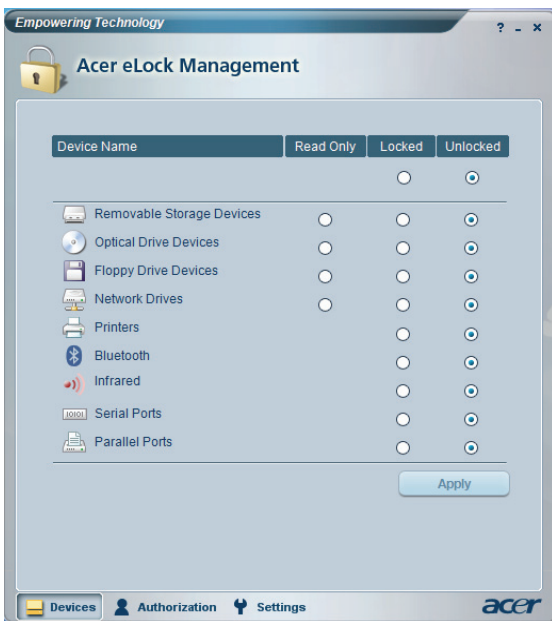 Empowering Technology
? - x
Acer eLock Management
Device Name Read Only Locked Unlocked
Removable Storage Devices
Optical Drive Devices
Floppy Drive Devices
Network Drives
Printers
Bluetooth
Infrared
10101 Serial Ports
Parallel Ports
Apply
Devices Authorization Settings acer